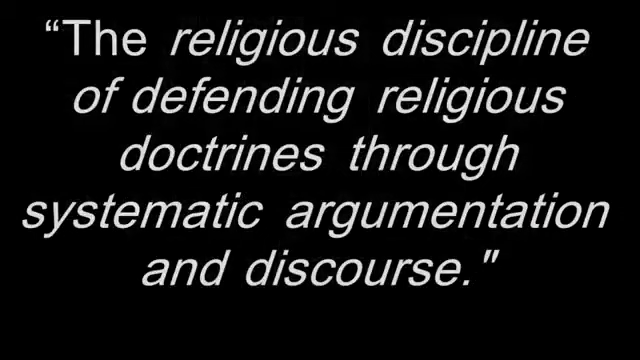 “The religious discipline
of defending religious
doctrines through
systematic argumentation
and discourse."